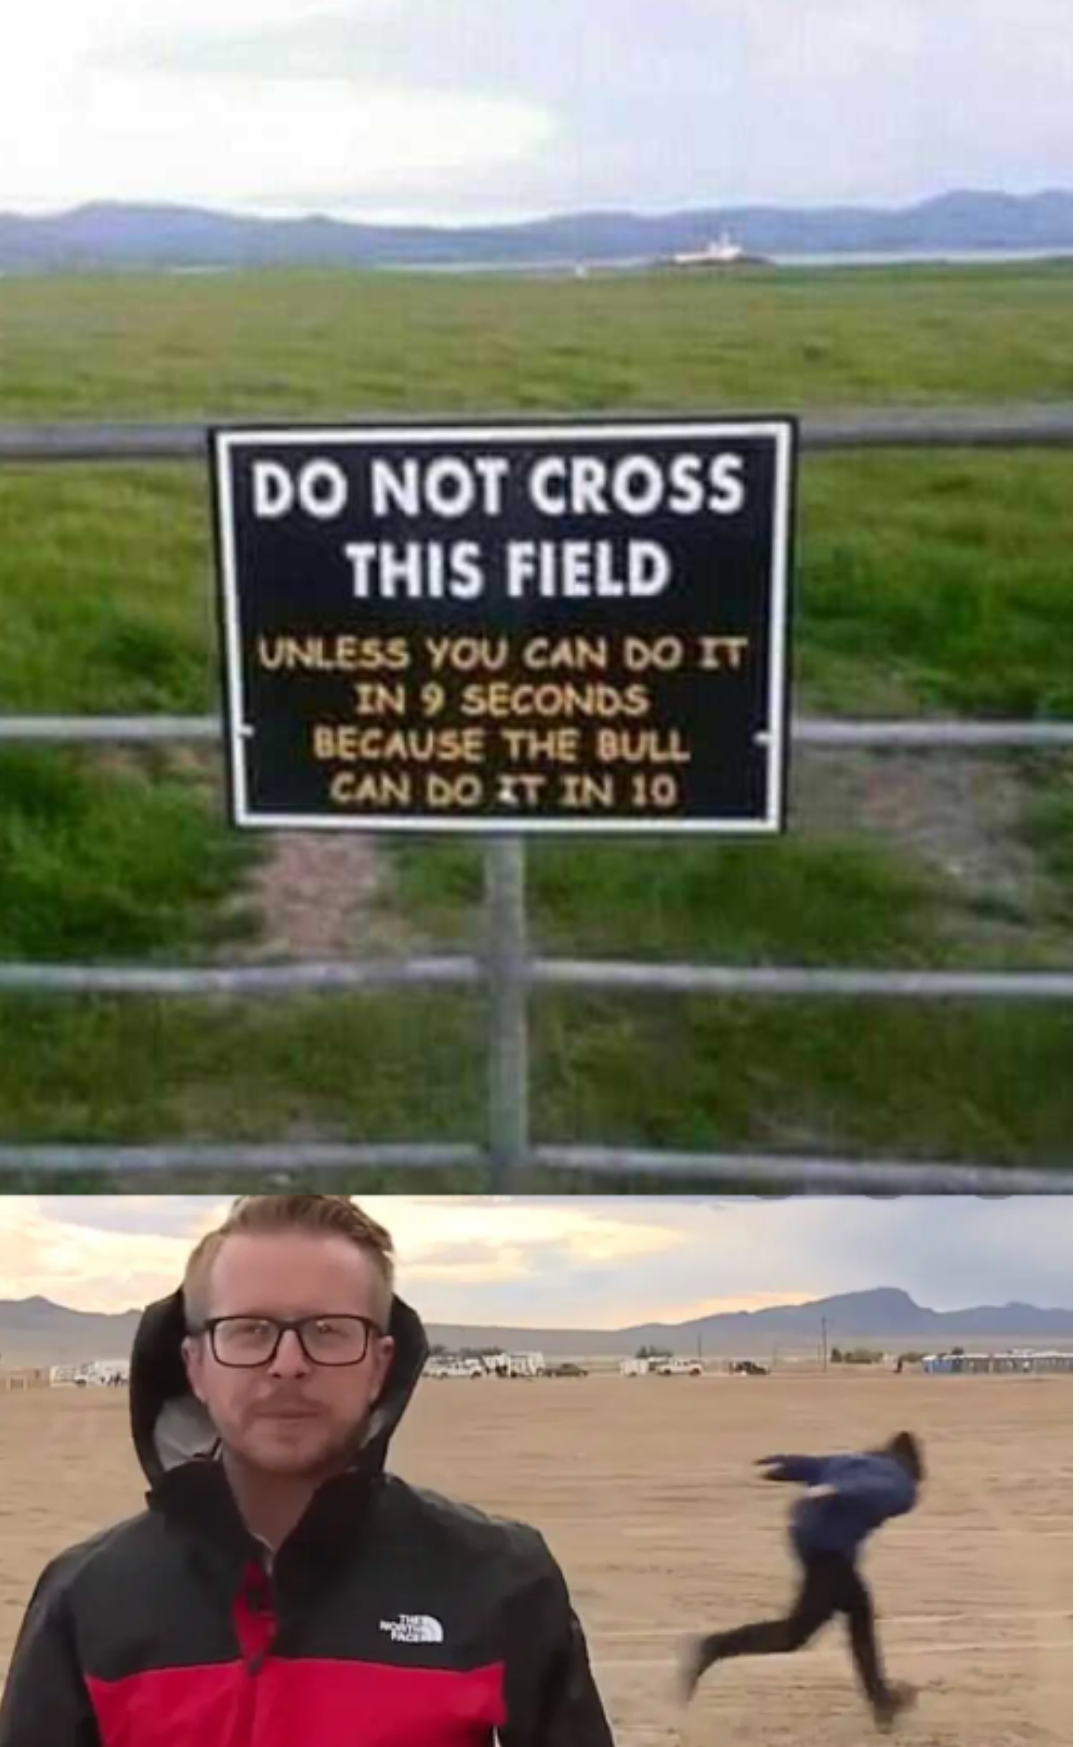 DO NOT CROSS
THIS FIELD
UNLESS YOU CAN DO IT
IN 9 SECONDS
BECAUSE THE BULL
CAN DO IT IN 10
THE
NORTH
FACE